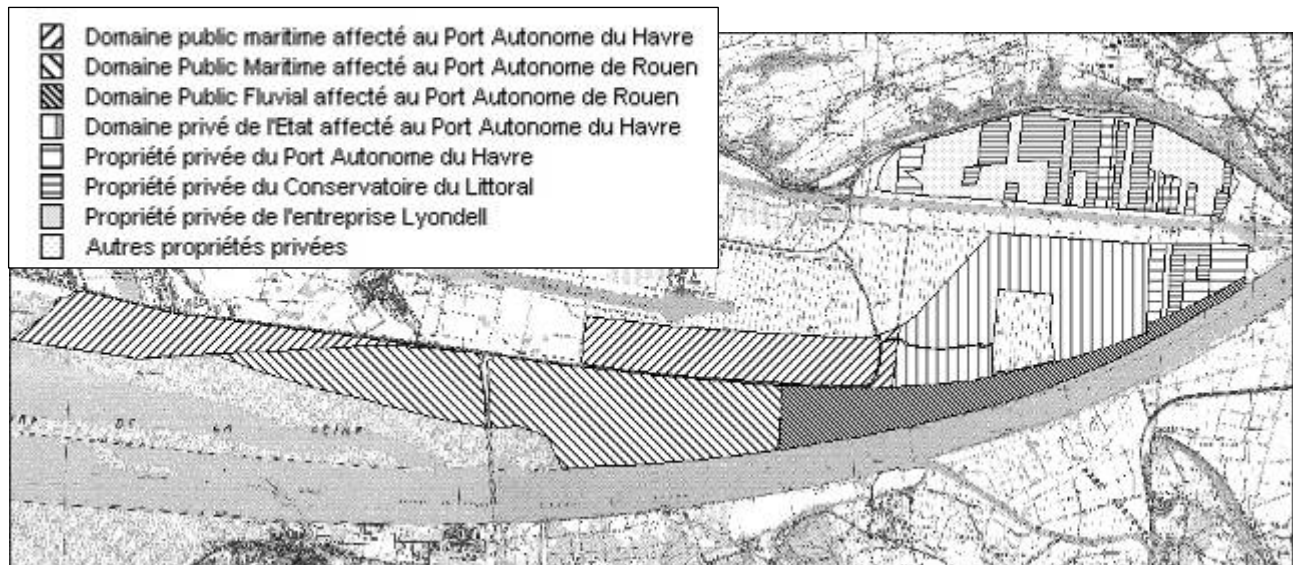 Domaine public maritime affecté au Port Autonome du Havre
Domaine Public Maritime affecté au Port Autonome de Rouen
Domaine Public Fluvial affecté au Port Autonome de Rouen
Domaine privé de l'Etat affecté au Port Autonome du Havre
Propriété privée du Port Autonome du Havre
Propriété privée du Conservatoire du Littoral
Propriété privée de l'entreprise Lyondell
Autres propriétés privées
DE LA SEINE